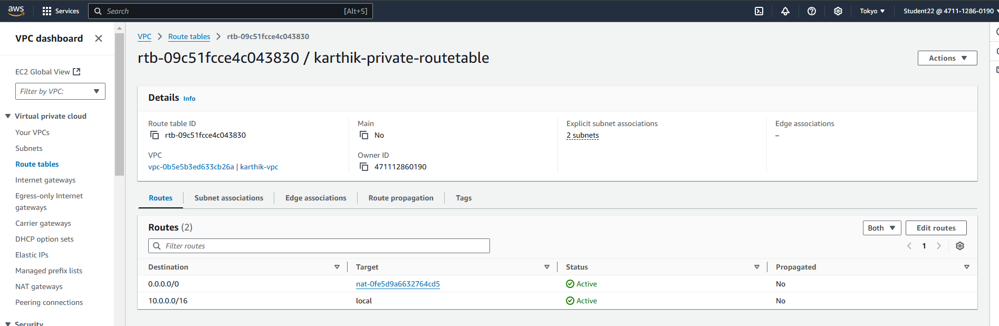 aws Services Search [Alt+S] Tokyo Student22 @ 4711-1286-0190
VPC dashboard
EC2 Global View
Filter by VPC:
Virtual private cloud
Your VPCs
Subnets
Route tables
Internet gateways
Egress-only Internet
gateways
Carrier gateways
DHCP option sets
Elastic IPs
Managed prefix lists
NAT gateways
Peering connections
Security
VPC Route tables rtb-09c51fcce4c043830
rtb-09c51fcce4c043830 / karthik-private-routetable
Actions
Details Info
Route table ID
rtb-09c51fcce4c043830
VPC
vpc-0b5e5b3ed633cb26a | karthik-vpc
Main
No
Owner ID
471112860190
Explicit subnet associations
2 subnets
Edge associations
–
Routes Subnet associations Edge associations Route propagation Tags
Routes (2)
Both Edit routes
Filter routes
1
Destination Target Status Propagated
0.0.0.0/0 nat-0fe5d9a6632764cd5 Active No
10.0.0.0/16 local Active No